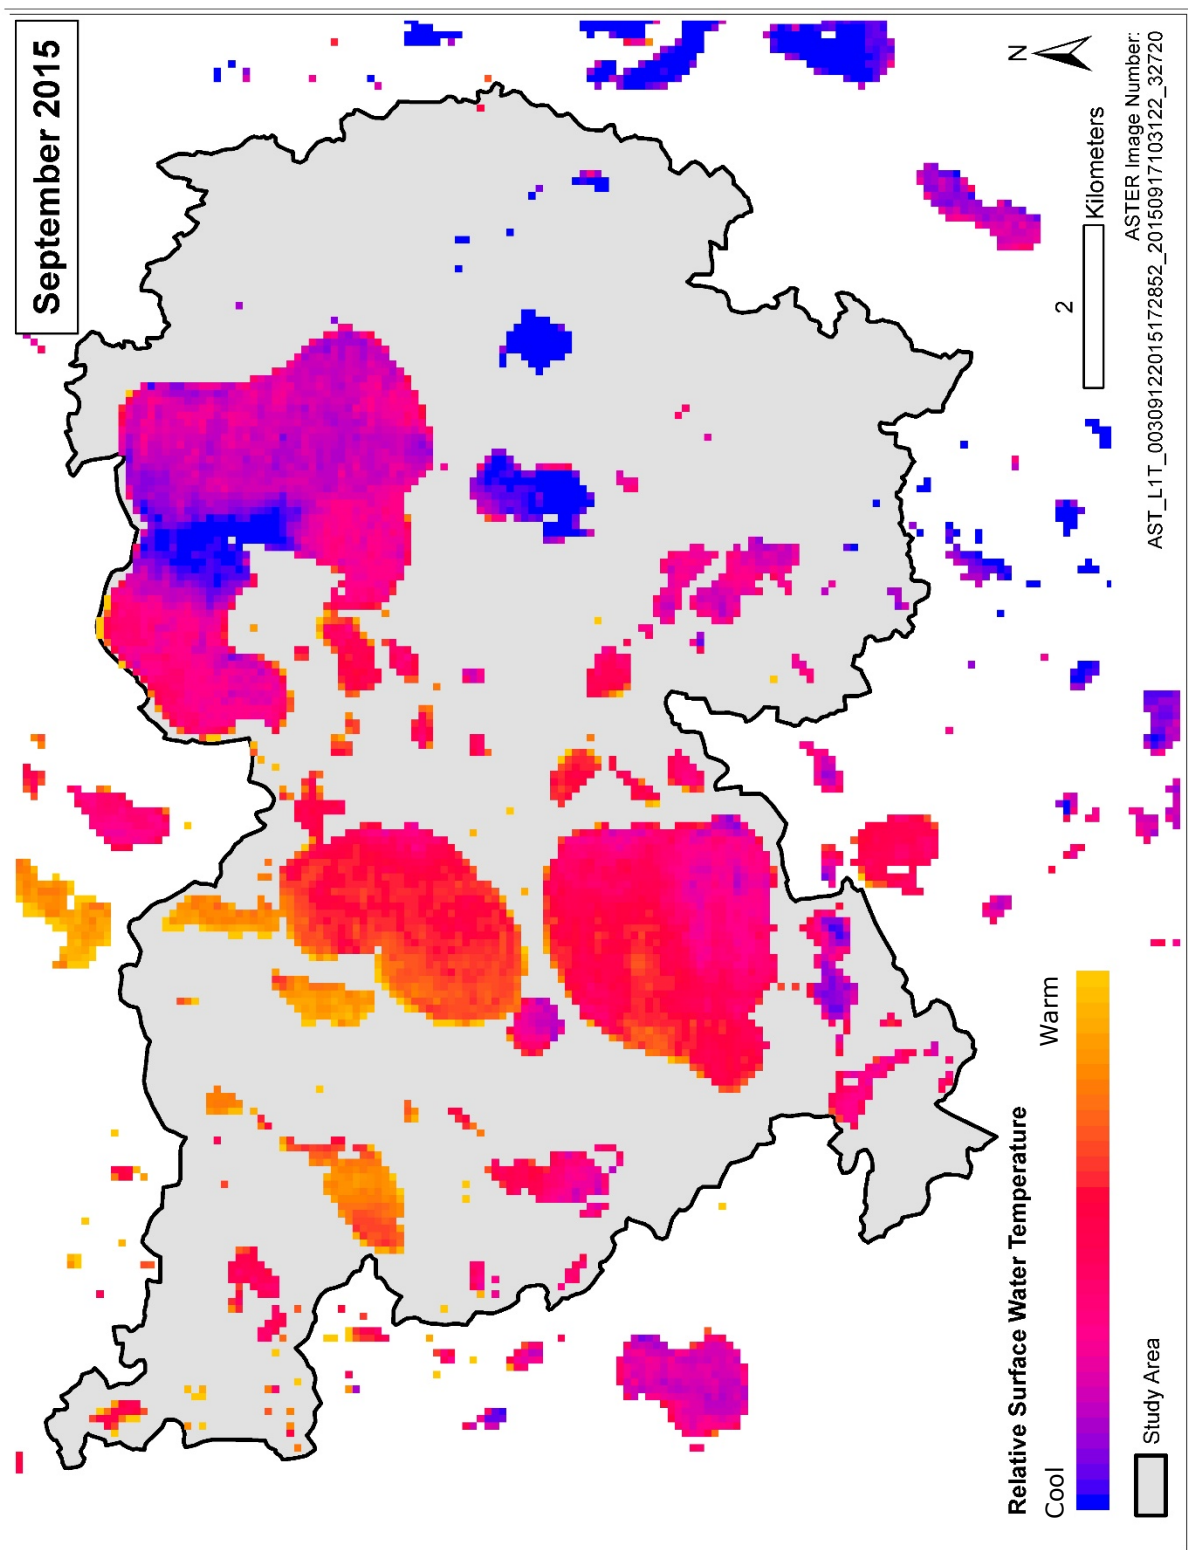 September 2015
N
2
Kilometers
ASTER Image Number:
AST_L1T_00309122015172852_20150917103122_32720
Relative Surface Water Temperature
Cool
Warm
Study Area